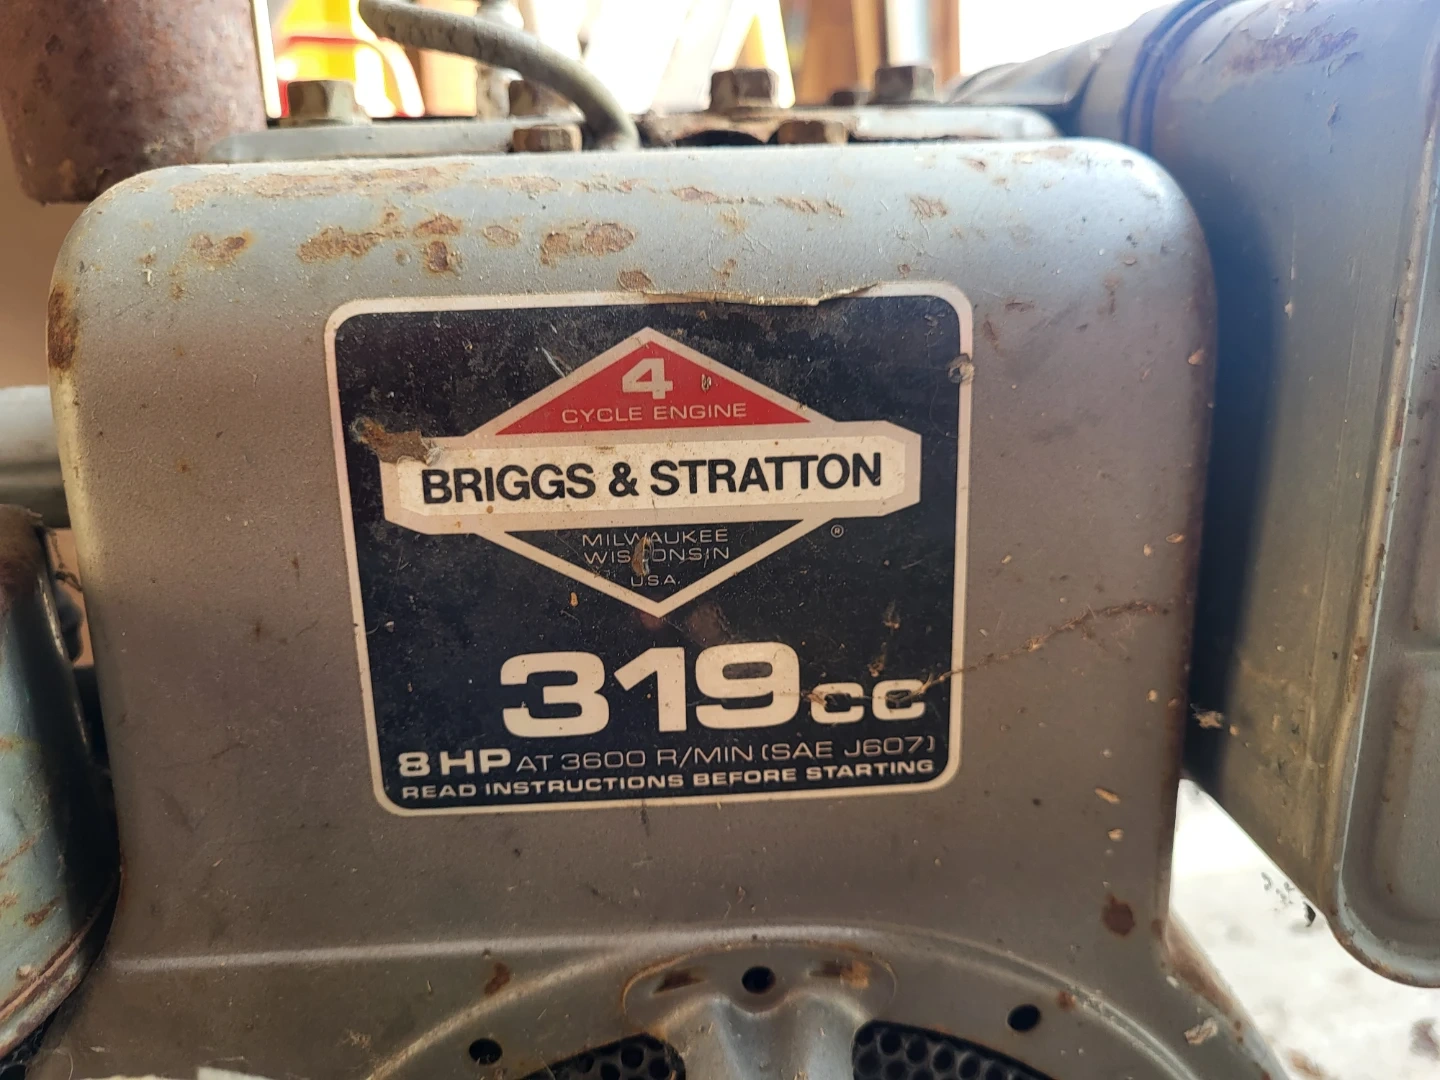 4
CYCLE ENGINE
BRIGGS & STRATTON
®
MILWAUKEE
WISCONSIN
U.S.A.
319cc
8 HP AT 3600 R/MIN (SAE J607)
READ INSTRUCTIONS BEFORE STARTING